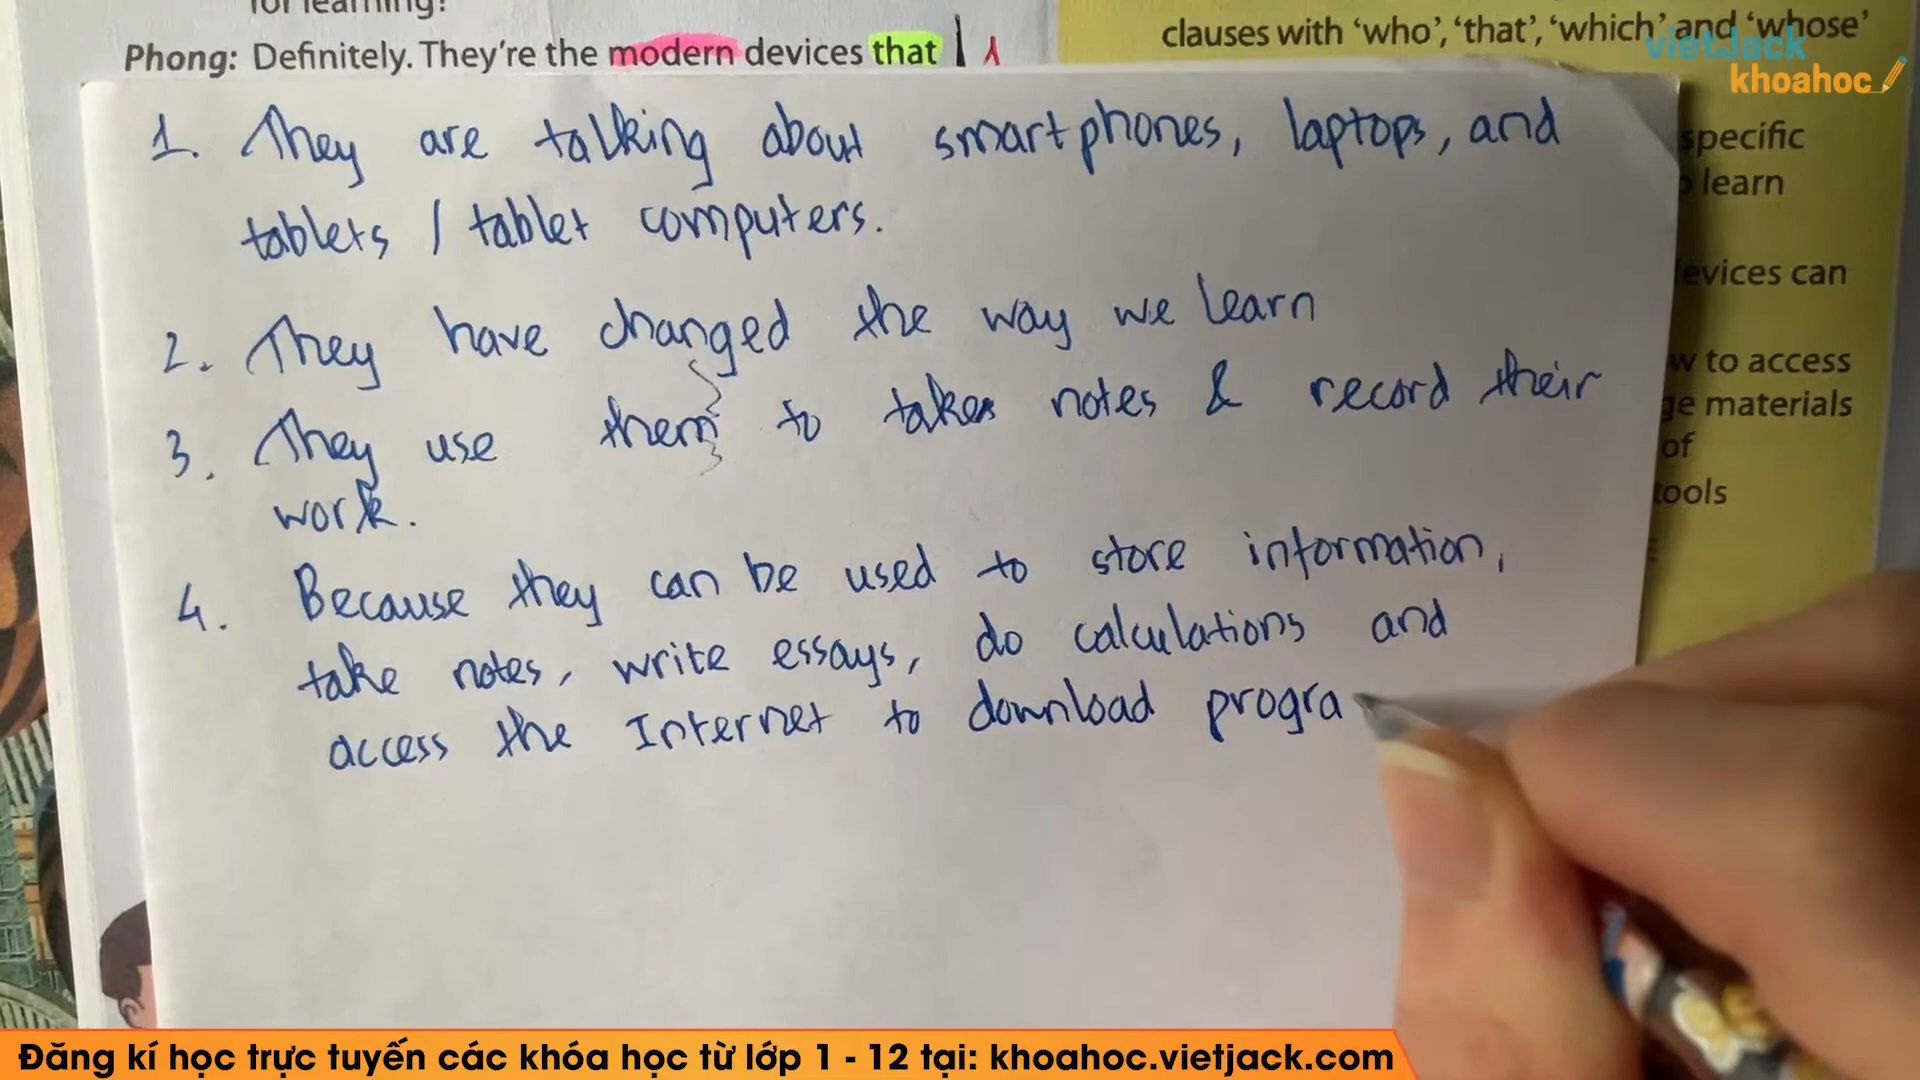 for learning?
Phong: Definitely. They're the modern devices that
clauses with 'who', 'that', 'which' and 'whose'
vietJack
khoahoc
1. They are talking about smartphones, laptops, and
tablets / tablet computers.
2. They have changed the way we learn
3. They use them to take notes & record their
work.
4. Because they can be used to store information,
take notes, write essays, do calculations and
access the Internet to download progra
specific
learn
devices can
to access
materials
of
tools
Đăng kí học trực tuyến các khóa học từ lớp 1 - 12 tại: khoahoc.vietjack.com